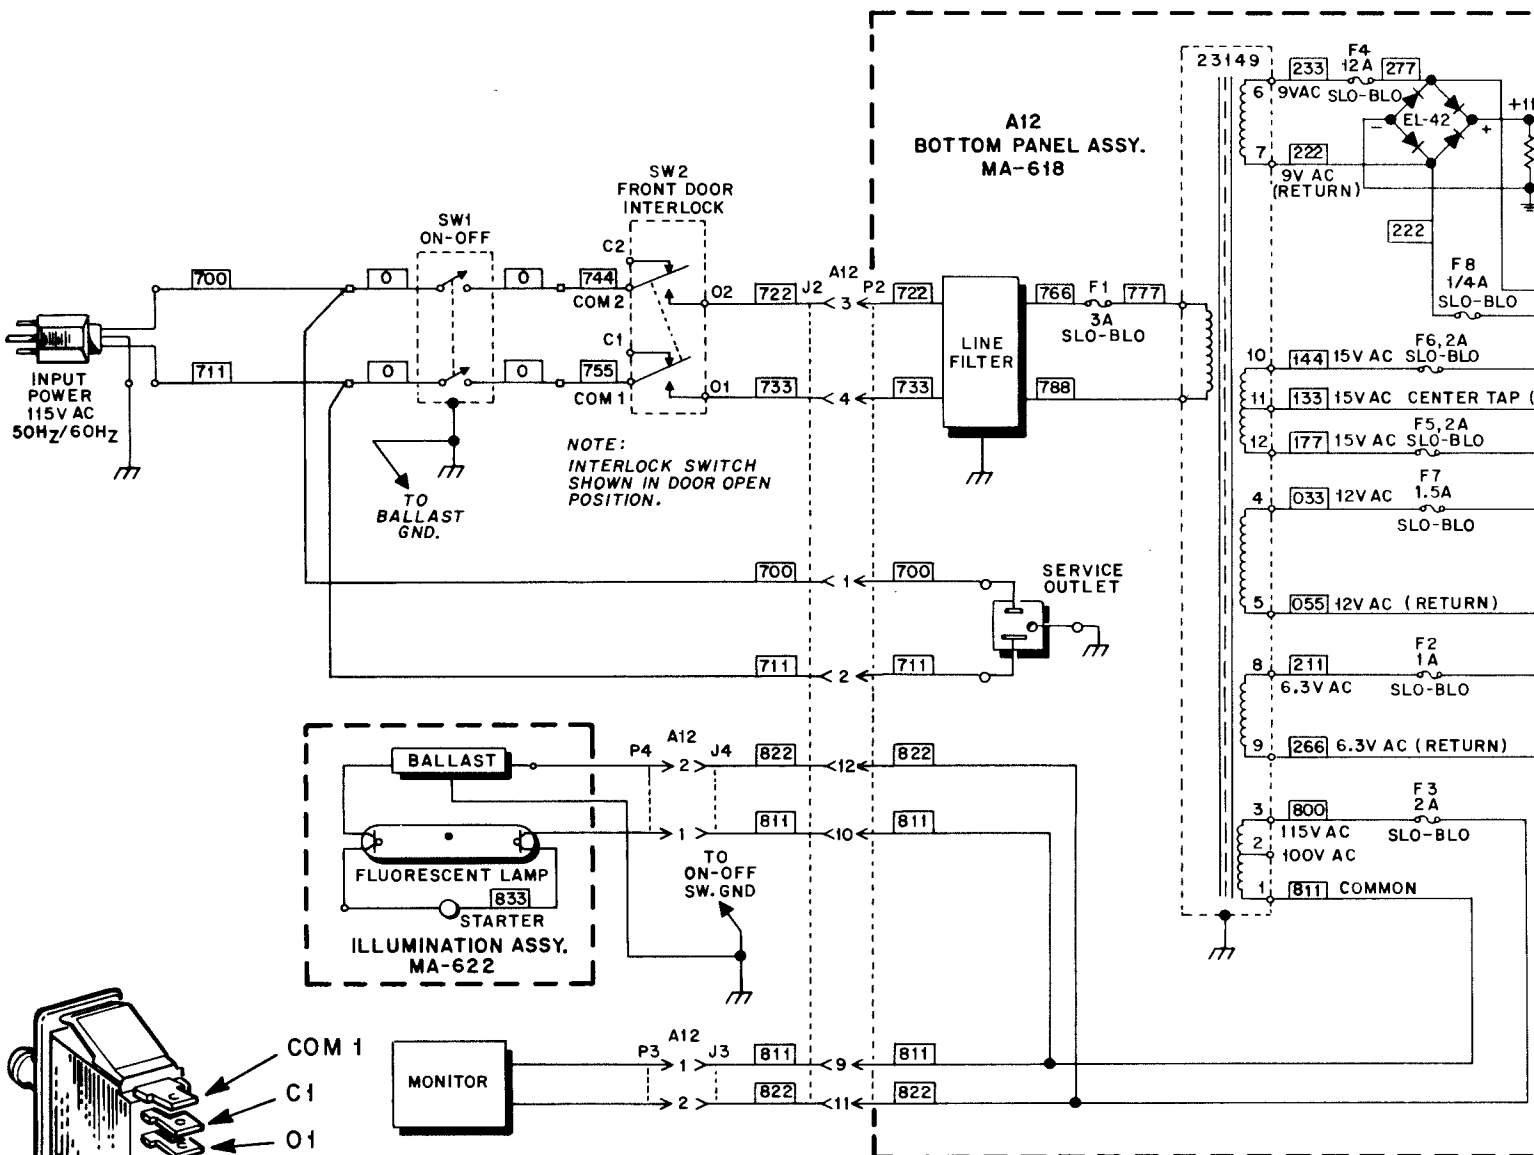 A12
BOTTOM PANEL ASSY.
MA-618
23149
6
233
9VAC
F4
12A
SLO-BLO
277
EL-42
-
+
+11
7
222
9V AC
(RETURN)
222
F8
1/4A
SLO-BLO
SW2
FRONT DOOR
INTERLOCK
SW1
ON-OFF
700
0
0
744
COM 2
C2
O2
722
J2
A12
3
P2
722
LINE
FILTER
766
F1
3A
SLO-BLO
777
INPUT
POWER
115V AC
50HZ/60HZ
711
0
0
755
COM 1
C1
O1
733
4
733
788
NOTE:
INTERLOCK SWITCH
SHOWN IN DOOR OPEN
POSITION.
TO
BALLAST
GND.
10
144
15V AC
F6,2A
SLO-BLO
11
133
15V AC CENTER TAP (
12
177
15V AC
F5,2A
SLO-BLO
4
033
12V AC
F7
1.5A
SLO-BLO
5
055
12V AC (RETURN)
700
1
700
SERVICE
OUTLET
711
2
711
8
211
6.3V AC
F2
1A
SLO-BLO
9
266
6.3V AC (RETURN)
3
800
115V AC
F3
2A
SLO-BLO
2
100V AC
1
811
COMMON
BALLAST
FLUORESCENT LAMP
833
STARTER
ILLUMINATION ASSY.
MA-622
P4
A12
J4
2
822
12
822
1
811
10
811
TO
ON-OFF
SW. GND
MONITOR
P3
A12
J3
1
811
9
811
2
822
11
822
COM 1
C1
O1